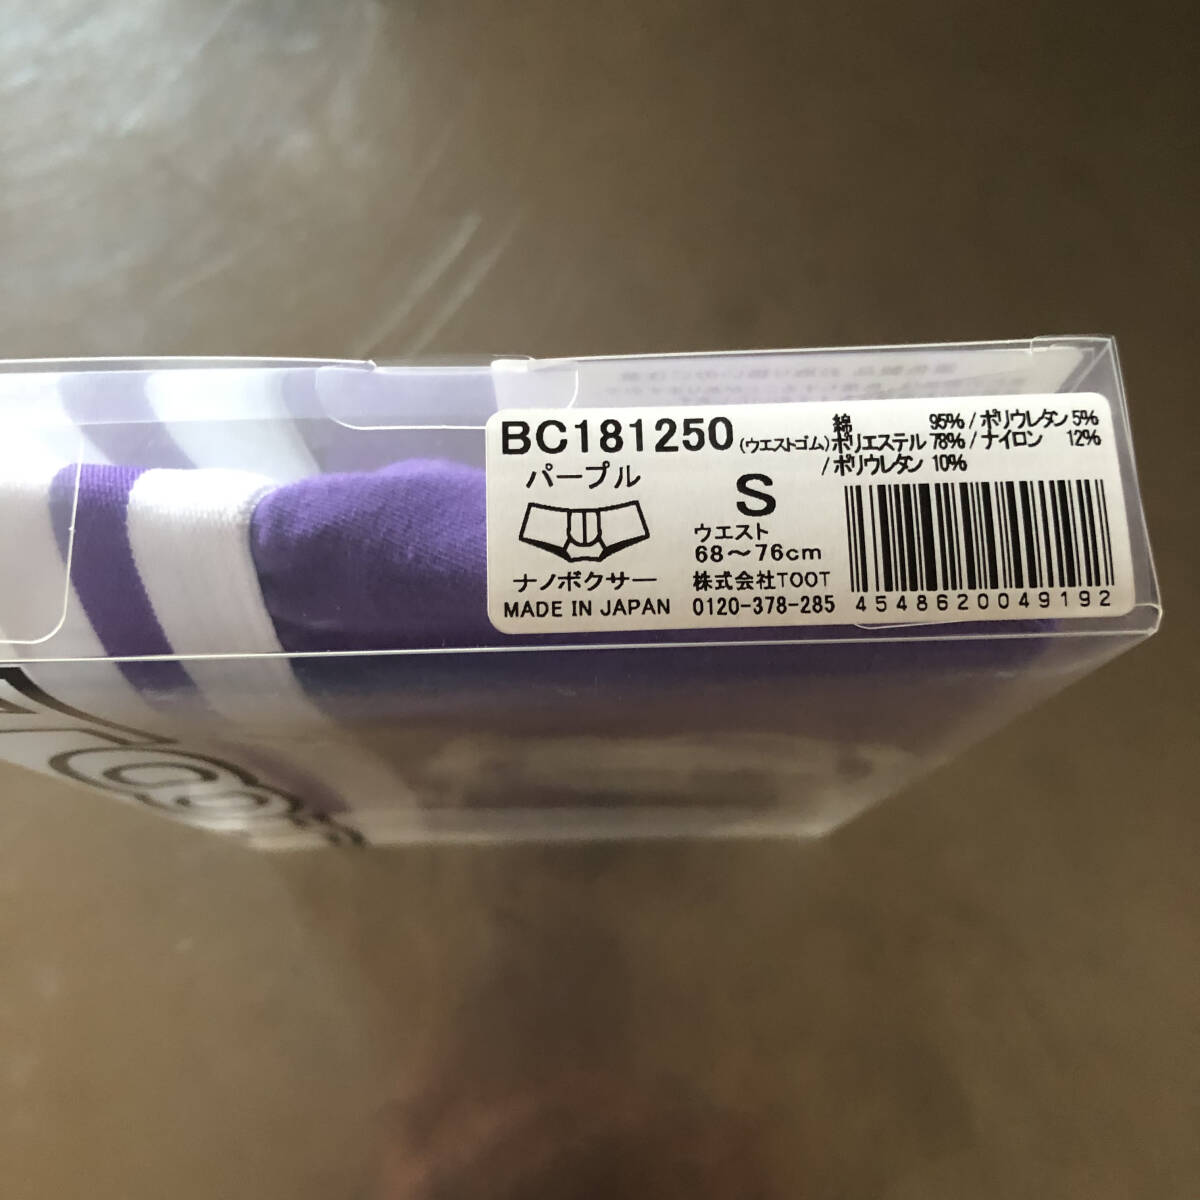 BC181250
綿 95% / ポリウレタン 5%
(ウエストゴム) ポリエステル 78% / ナイロン 12%
/ ポリウレタン 10%
パープル
S
ウエスト
68～76cm
ナノボクサー
株式会社TOOT
MADE IN JAPAN
0120-378-285
4548620049192